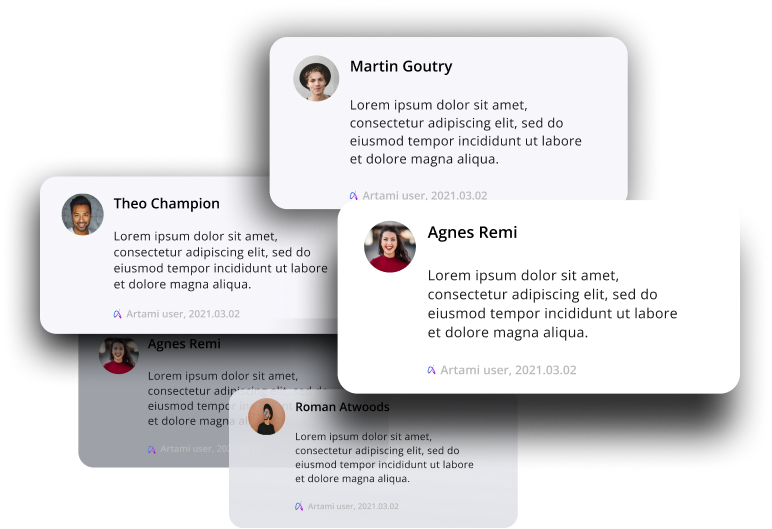 Martin Goutry
Lorem ipsum dolor sit amet,
consectetur adipiscing elit, sed do
eiusmod tempor incididunt ut labore
et dolore magna aliqua.
Artami user, 2021.03.02
Theo Champion
Lorem ipsum dolor sit amet,
consectetur adipiscing elit, sed do
eiusmod tempor incididunt ut labore
et dolore magna aliqua.
Artami user, 2021.03.02
Agnes Remi
Lorem ipsum dolor sit amet,
consectetur adipiscing elit, sed do
eiusmod tempor incididunt ut labore
et dolore magna aliqua.
Artami user, 2021.03.02
Agnes Remi
Lorem ipsum dolor sit amet,
consectetur adipiscing elit, sed do
eiusmod tempor
et dolore magna
Artami user,
Roman Atwoods
Lorem ipsum dolor sit amet,
consectetur adipiscing elit, sed do
eiusmod tempor incididunt ut labore
et dolore magna aliqua.
Artami user, 2021.03.02